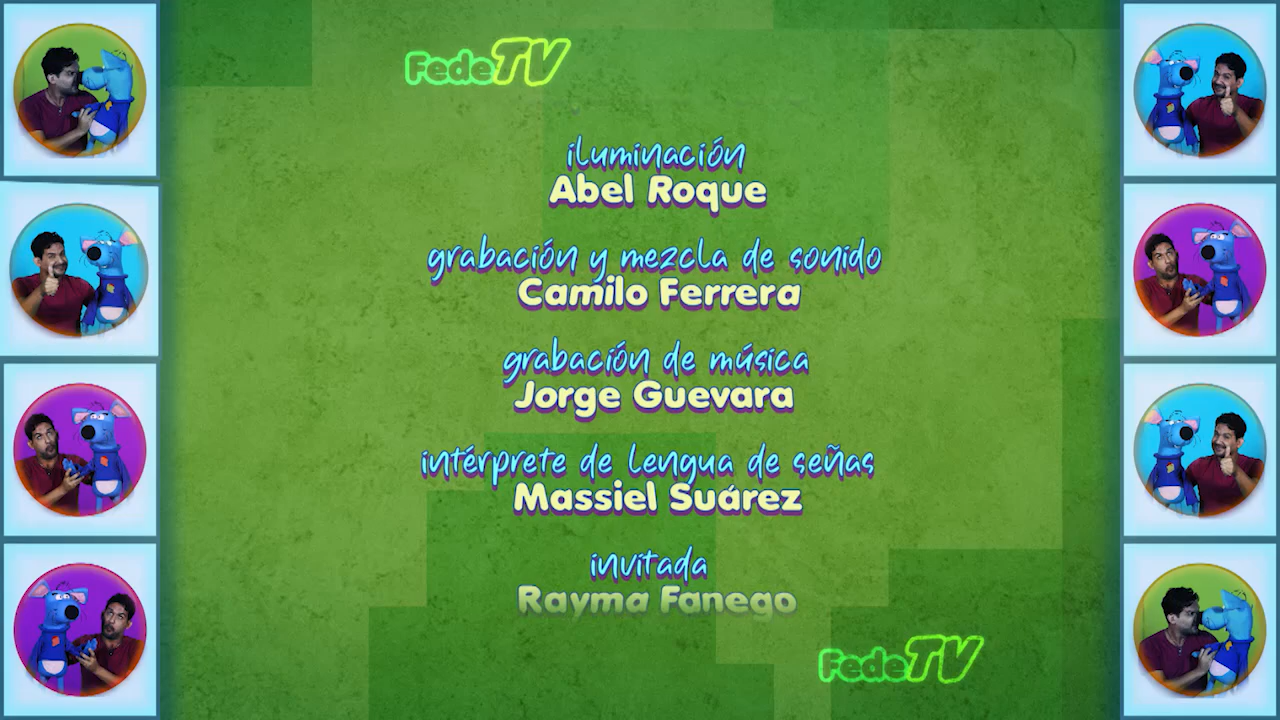 FedeTV
iluminación
Abel Roque
grabación y mezcla de sonido
Camilo Ferrera
grabación de música
Jorge Guevara
intérprete de lengua de señas
Massiel Suárez
invitada
Rayma Fanego
FedeTV